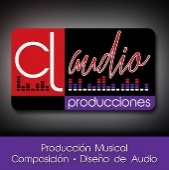 cl audio
producciones
Producción Musical
Composición • Diseño de Audio